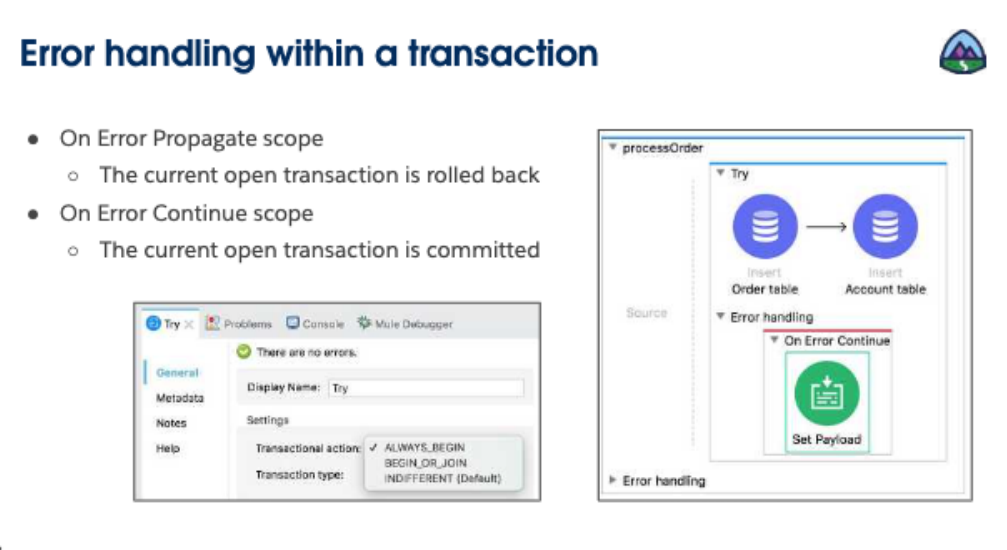 Error handling within a transaction
● On Error Propagate scope
○ The current open transaction is rolled back
● On Error Continue scope
○ The current open transaction is committed
Try
Problems
Console
Mule Debugger
There are no errors.
General
Metadata
Notes
Help
Display Name: Try
Settings
Transactional action: ✓ ALWAYS_BEGIN
BEGIN_OR_JOIN
INDIFFERENT (Default)
Transaction type:
processOrder
Try
Insert
Order table
Insert
Account table
Source
Error handling
On Error Continue
Set Payload
Error handling